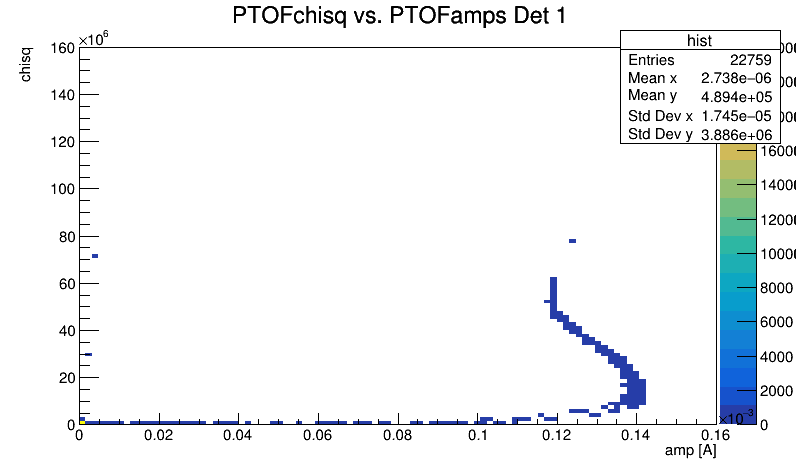 PTOFchisq vs. PTOFamps Det 1
hist
Entries 22759
Mean x 2.738e−06
Mean y 4.894e+05
Std Dev x 1.745e−05
Std Dev y 3.886e+06
×10⁶
chisq
160
140
120
100
80
60
40
20
0
0 0.02 0.04 0.06 0.08 0.1 0.12 0.14 0.16
×10⁻³
amp [A]
16000
14000
12000
10000
8000
6000
4000
2000
0